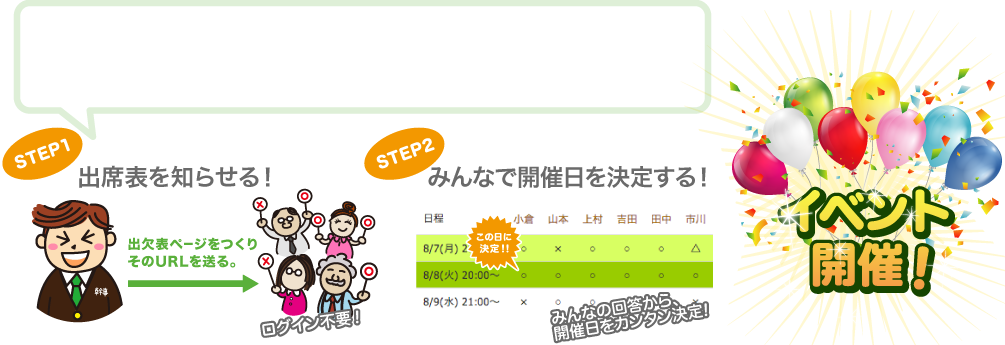 STEP1
出席表を知らせる！
出欠表ページをつくり
そのURLを送る。
幹事
ログイン不要！
STEP2
みんなで開催日を決定する！
日程 小倉 山本 上村 吉田 田中 市川
8/7(月) 2 ○ × ○ ○ ○ △
この日に
決定!!
8/8(火) 20:00〜 ○ ○ ○ ○ ○ ○
8/9(水) 21:00〜 × ○ ○
みんなの回答から
開催日をカンタン決定!
イベント
開催！